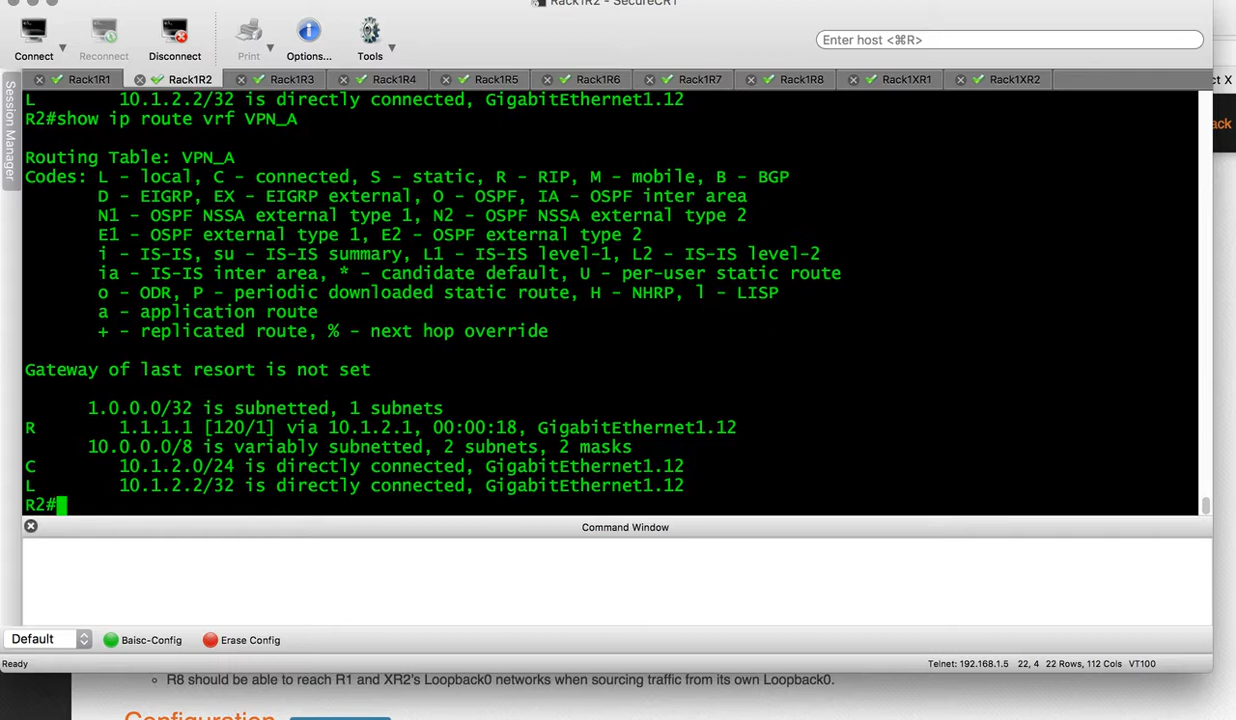 Rack1R2 - SecureCRT
Connect Reconnect Disconnect Print Options... Tools Enter host <⌘R>
Rack1R1 Rack1R2 Rack1R3 Rack1R4 Rack1R5 Rack1R6 Rack1R7 Rack1R8 Rack1XR1 Rack1XR2
Session Manager
L 10.1.2.2/32 is directly connected, GigabitEthernet1.12
R2#show ip route vrf VPN_A
Routing Table: VPN_A
Codes: L - local, C - connected, S - static, R - RIP, M - mobile, B - BGP
D - EIGRP, EX - EIGRP external, O - OSPF, IA - OSPF inter area
N1 - OSPF NSSA external type 1, N2 - OSPF NSSA external type 2
E1 - OSPF external type 1, E2 - OSPF external type 2
i - IS-IS, su - IS-IS summary, L1 - IS-IS level-1, L2 - IS-IS level-2
ia - IS-IS inter area, * - candidate default, U - per-user static route
o - ODR, P - periodic downloaded static route, H - NHRP, l - LISP
a - application route
+ - replicated route, % - next hop override
Gateway of last resort is not set
1.0.0.0/32 is subnetted, 1 subnets
R 1.1.1.1 [120/1] via 10.1.2.1, 00:00:18, GigabitEthernet1.12
10.0.0.0/8 is variably subnetted, 2 subnets, 2 masks
C 10.1.2.0/24 is directly connected, GigabitEthernet1.12
L 10.1.2.2/32 is directly connected, GigabitEthernet1.12
R2#
Command Window
Default Baisc-Config Erase Config
Ready Telnet: 192.168.1.5 22, 4 22 Rows, 112 Cols VT100
R8 should be able to reach R1 and XR2's Loopback0 networks when sourcing traffic from its own Loopback0.
Configuration